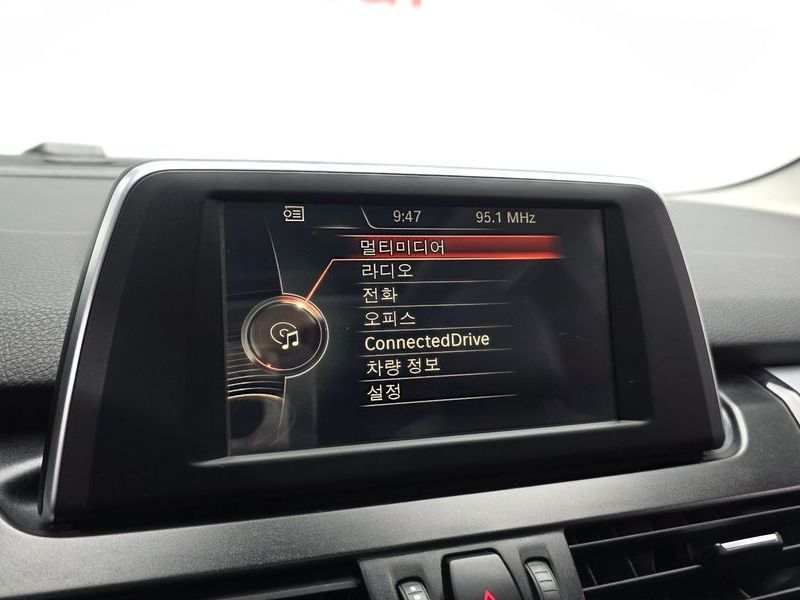 9:47 95.1 MHz
멀티미디어
라디오
전화
오피스
ConnectedDrive
차량 정보
설정